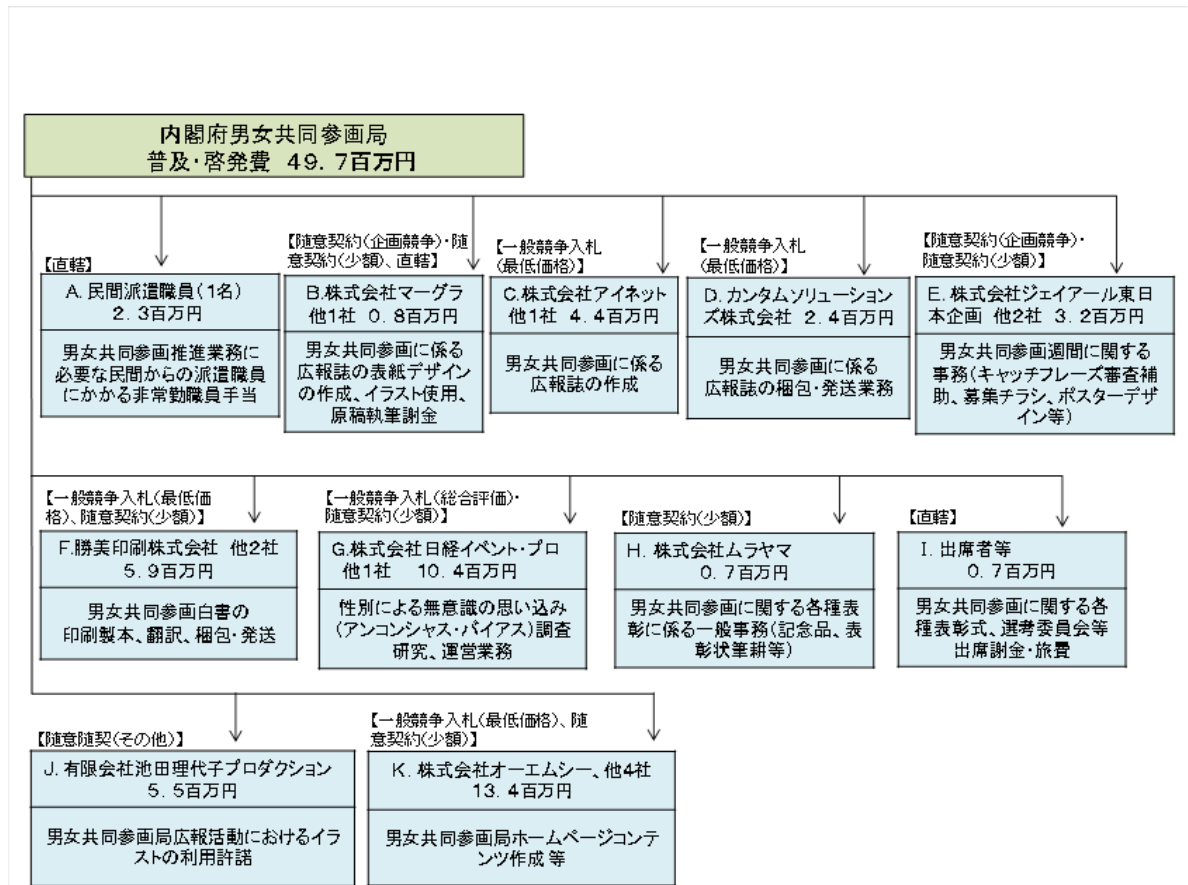 内閣府男女共同参画局
普及・啓発費 49.7百万円
【直轄】
A. 民間派遣職員(1名)
2.3百万円
男女共同参画推進業務に
必要な民間からの派遣職員
にかかる非常勤職員手当
【随意契約(企画競争)・随
意契約(少額)、直轄】
B.株式会社マーグラ
他1社 0.8百万円
男女共同参画に係る
広報誌の表紙デザイン
の作成、イラスト使用、
原稿執筆謝金
【一般競争入札
(最低価格)】
C.株式会社アイネット
他1社 4.4百万円
男女共同参画に係る
広報誌の作成
【一般競争入札
(最低価格)】
D.カンタムソリューション
ズ株式会社 2.4百万円
男女共同参画に係る
広報誌の梱包・発送業務
【随意契約(企画競争)・
随意契約(少額)】
E.株式会社ジェイアール東日
本企画 他2社 3.2百万円
男女共同参画週間に関する
事務(キャッチフレーズ審査補
助、募集チラシ、ポスターデザ
イン等)
【一般競争入札(最低価
格)、随意契約(少額)】
F.勝美印刷株式会社 他2社
5.9百万円
男女共同参画白書の
印刷製本、翻訳、梱包・発送
【一般競争入札(総合評価)・
随意契約(少額)】
G.株式会社日経イベント・プロ
他1社 10.4百万円
性別による無意識の思い込み
(アンコンシャス・バイアス)調査
研究、運営業務
【随意契約(少額)】
H. 株式会社ムラヤマ
0.7百万円
男女共同参画に関する各種表
彰に係る一般事務(記念品、表
彰状筆耕等)
【直轄】
I. 出席者等
0.7百万円
男女共同参画に関する各
種表彰式、選考委員会等
出席謝金・旅費
【随意随契(その他)】
J.有限会社池田理代子プロダクション
5.5百万円
男女共同参画局広報活動におけるイラ
ストの利用許諾
【一般競争入札(最低価格)、随
意契約(少額)】
K. 株式会社オーエムシー、他4社
13.4百万円
男女共同参画局ホームページコンテ
ンツ作成等